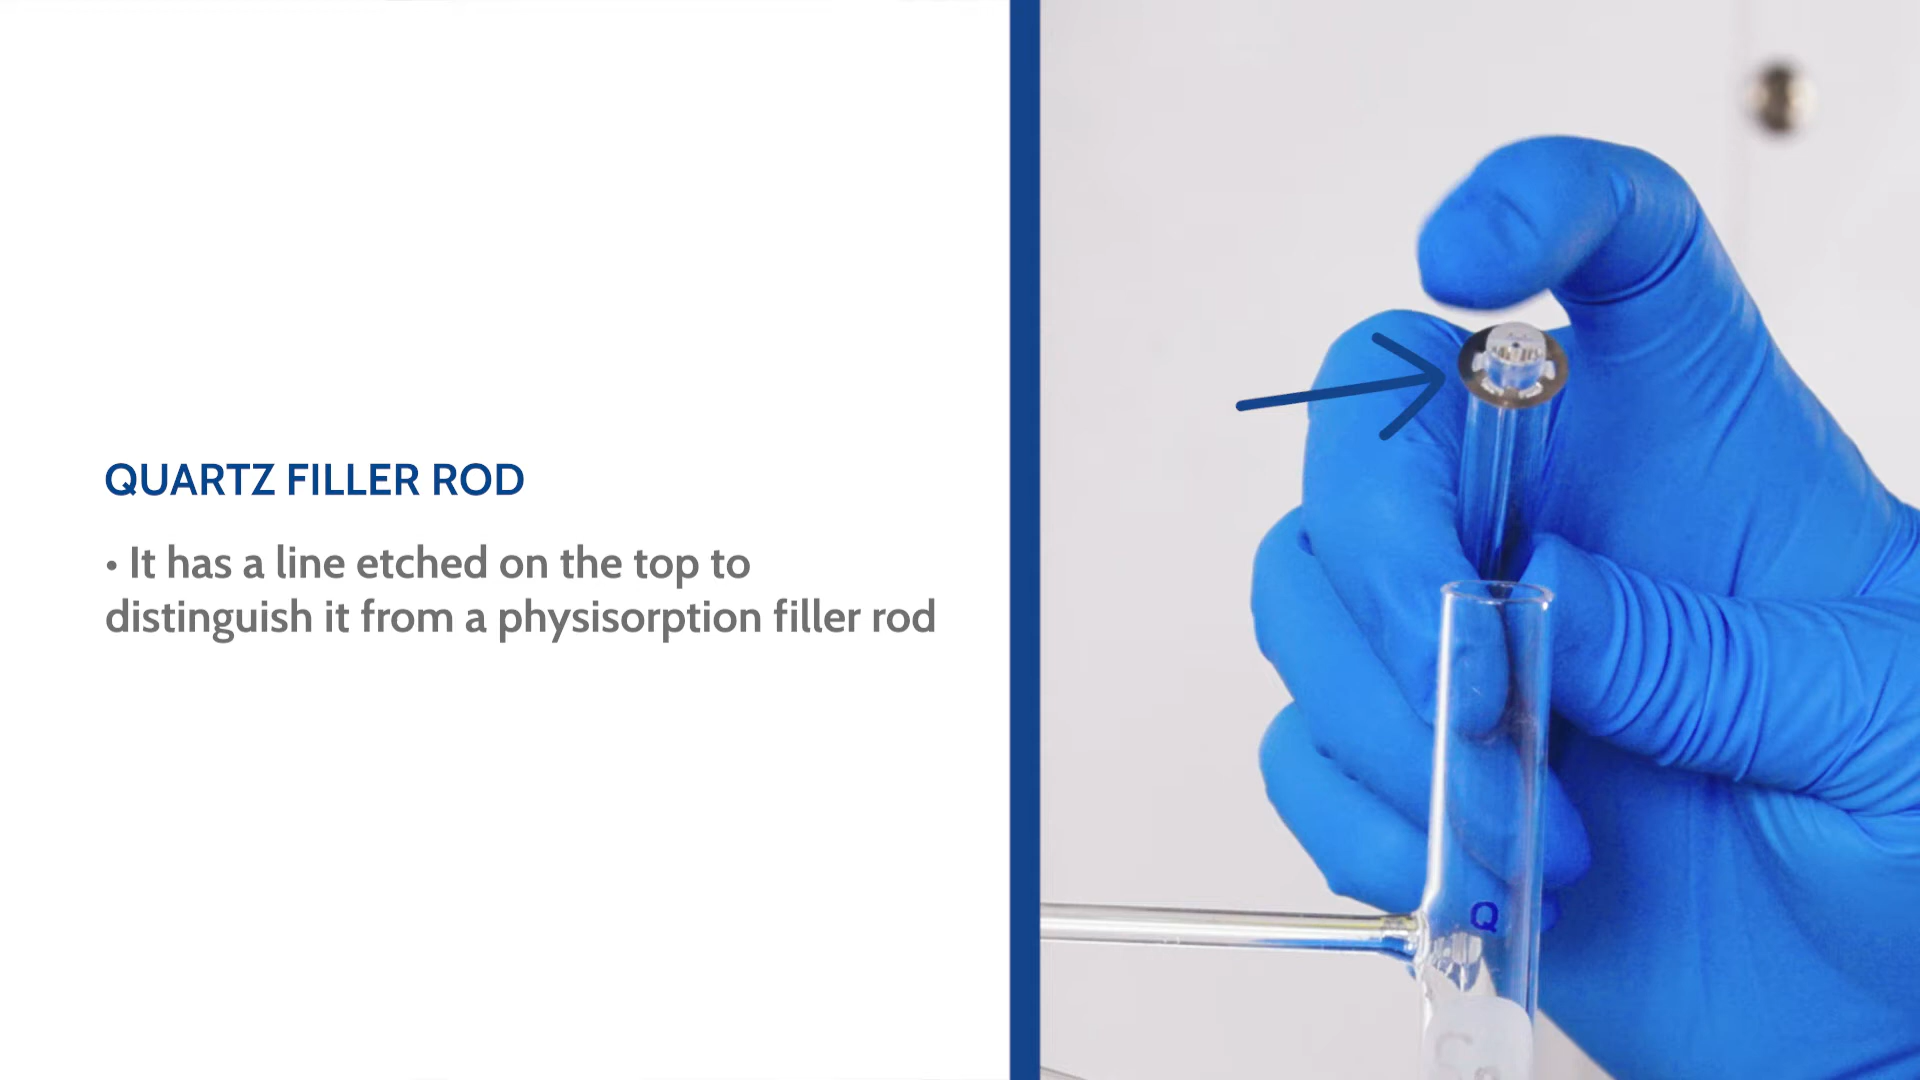 QUARTZ FILLER ROD
• It has a line etched on the top to
distinguish it from a physisorption filler rod
Q